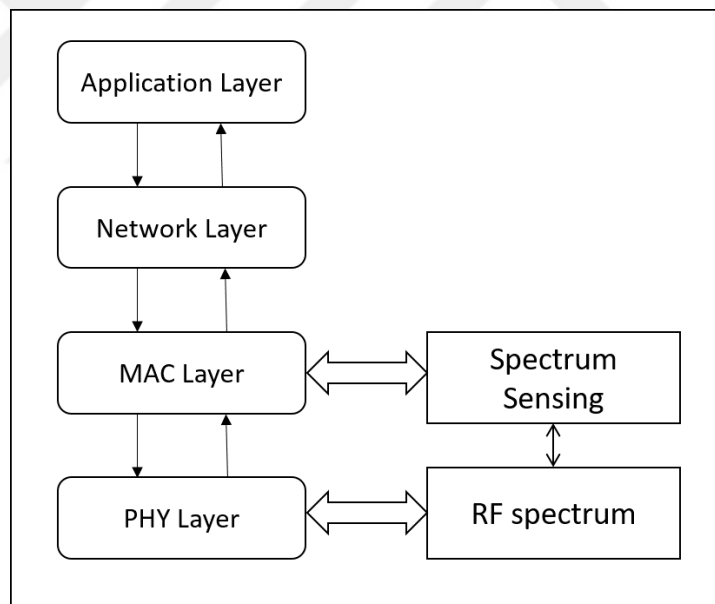 Application Layer
Network Layer
MAC Layer
Spectrum
Sensing
PHY Layer
RF spectrum